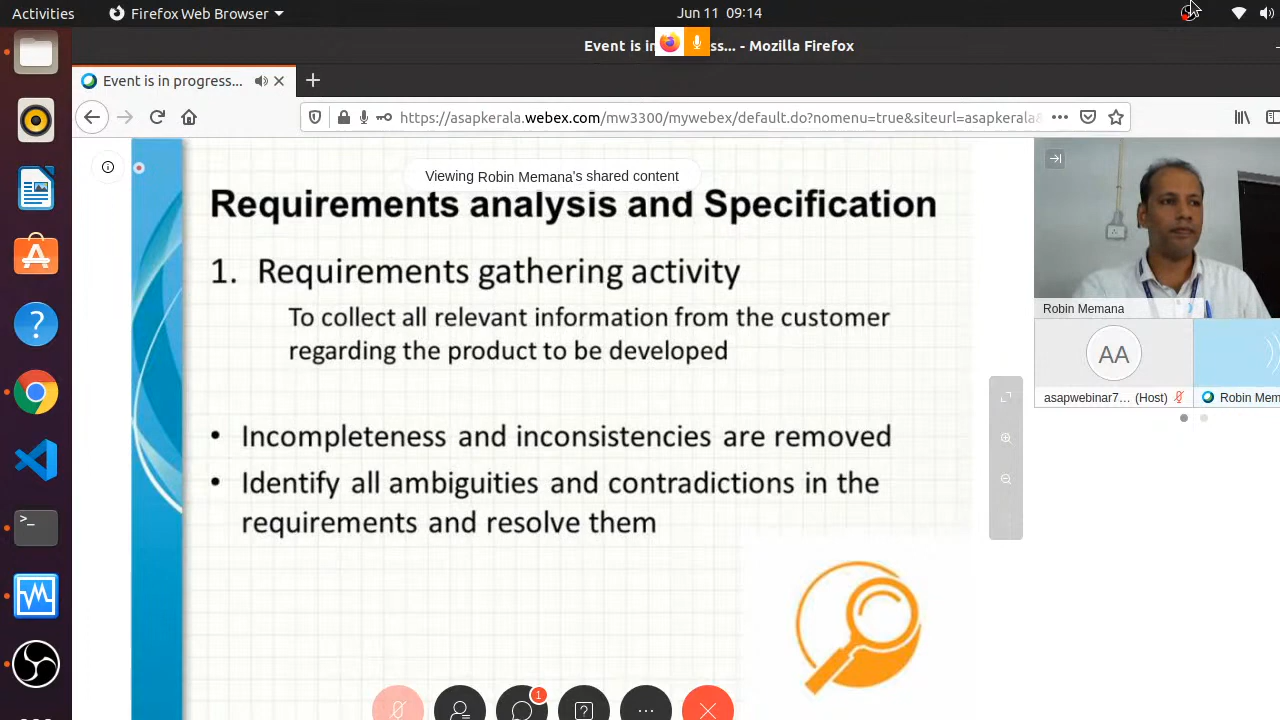 Activities
Firefox Web Browser
Jun 11 09:14
Event is in ss... - Mozilla Firefox
Event is in progress...
https://asapkerala.webex.com/mw3300/mywebex/default.do?nomenu=true&siteurl=asapkerala&
Viewing Robin Memana's shared content
Requirements analysis and Specification
1. Requirements gathering activity
To collect all relevant information from the customer
regarding the product to be developed
• Incompleteness and inconsistencies are removed
• Identify all ambiguities and contradictions in the
requirements and resolve them
Robin Memana
AA
asapwebinar7... (Host)
Robin Mem
1